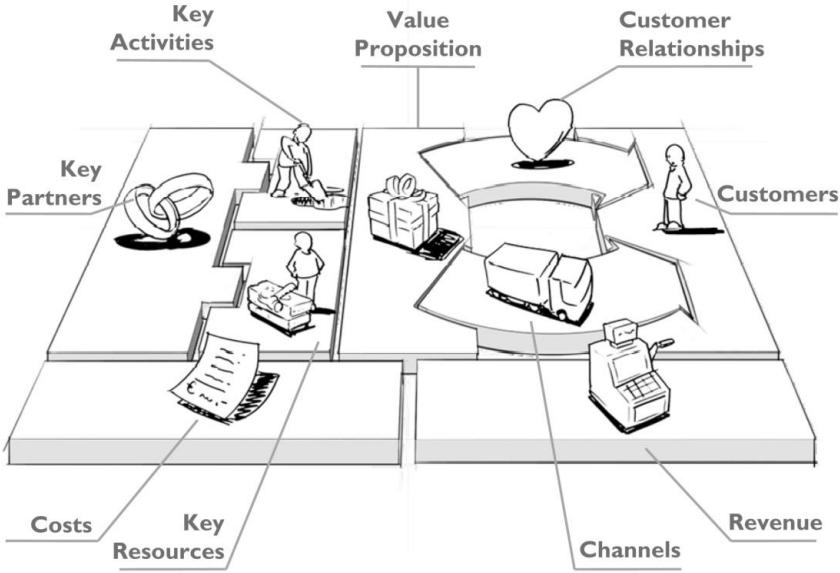 Key
Activities
Value
Proposition
Customer
Relationships
Key
Partners
Customers
Costs
Key
Resources
Channels
Revenue